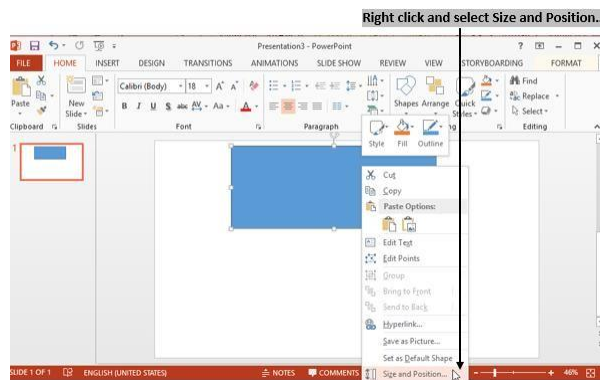 Right click and select Size and Position..
Presentation3 - PowerPoint
FILE HOME INSERT DESIGN TRANSITIONS ANIMATIONS SLIDE SHOW REVIEW VIEW STORYBOARDING FORMAT
Calibri (Body) 18
Find
Replace
Select
Paste
New
Slide
B I U S abc AV Aa A
Shapes Arrange Quick
Styles
Clipboard Slides Font Paragraph Editing
Style Fill Outline
1
Cut
Copy
Paste Options:
Edit Text
Edit Points
Group
Bring to Front
Send to Back
Hyperlink...
Save as Picture...
Set as Default Shape
Size and Position...
SLIDE 1 OF 1 ENGLISH (UNITED STATES) NOTES COMMENTS 46%